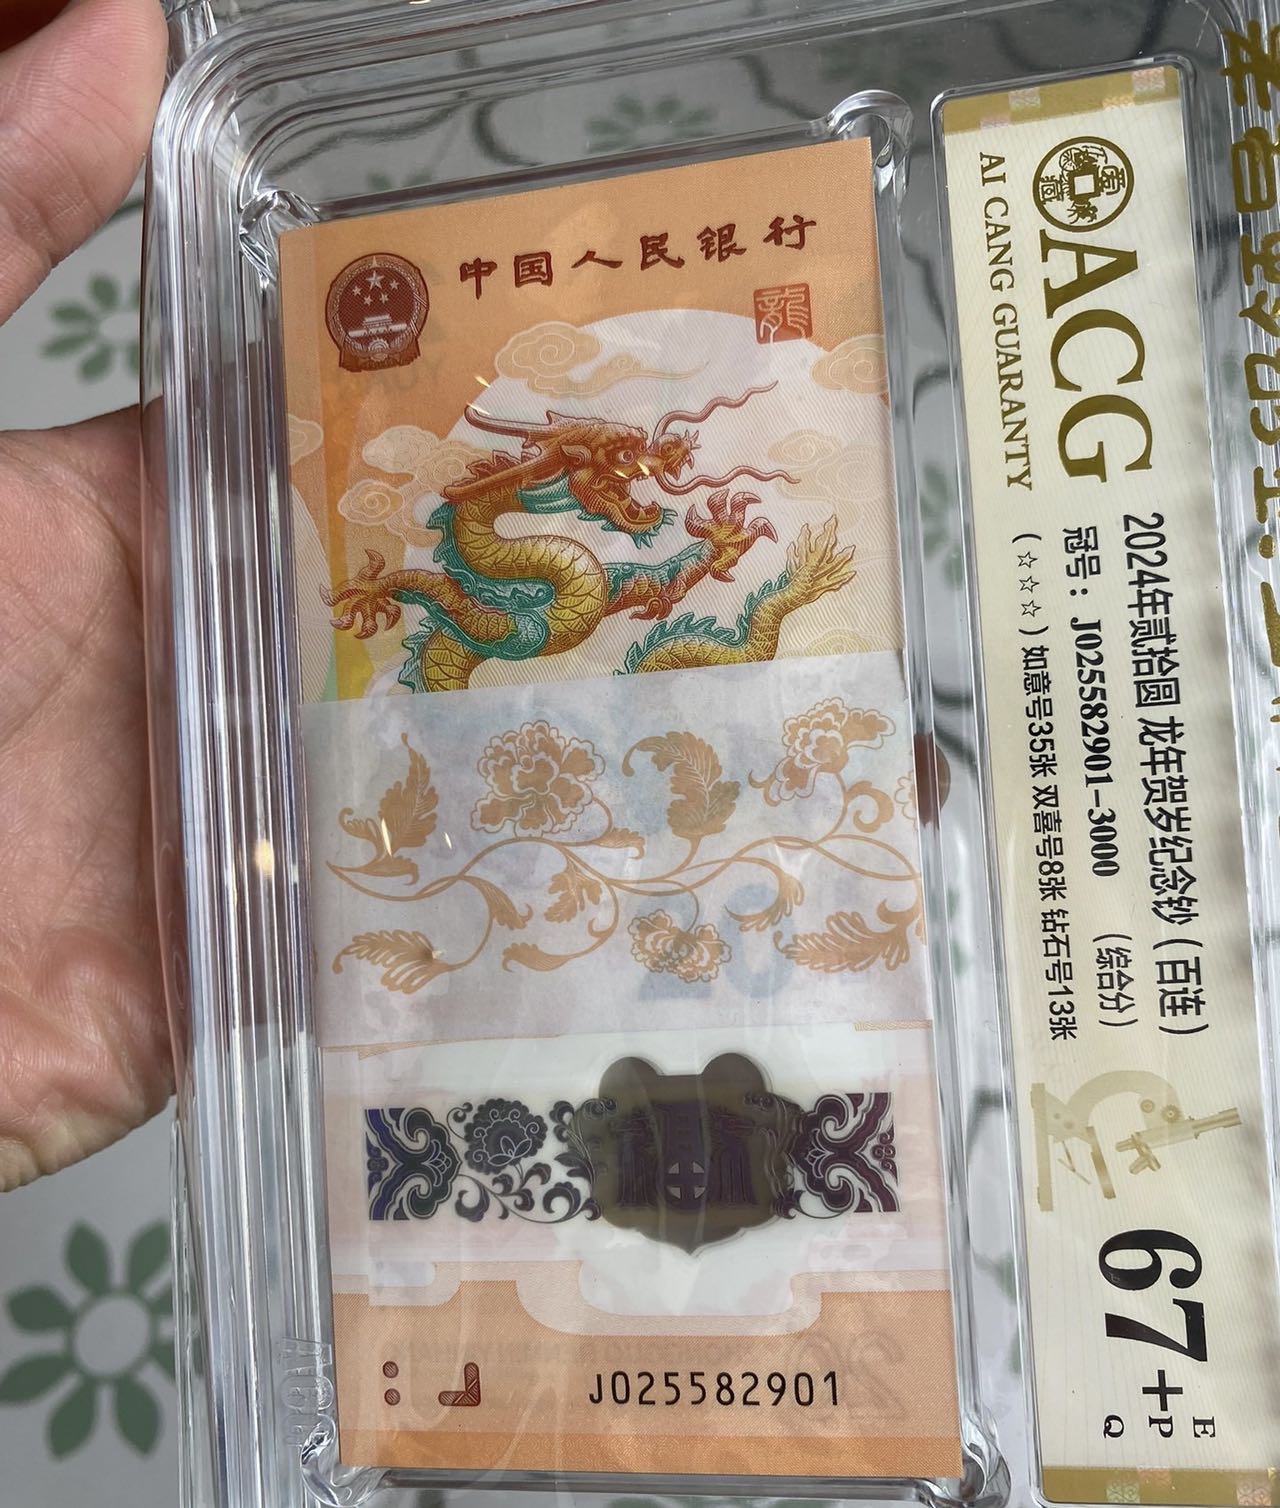 中国人民银行
龍
J025582901
ACG
AI CANG GUARANTY
2024年贰拾圆 龙年贺岁纪念钞(百连)
冠号:J025582901-3000 (综合分)
(☆☆☆)如意号35张 双喜号8张 钻石号13张
67+
E
P
Q